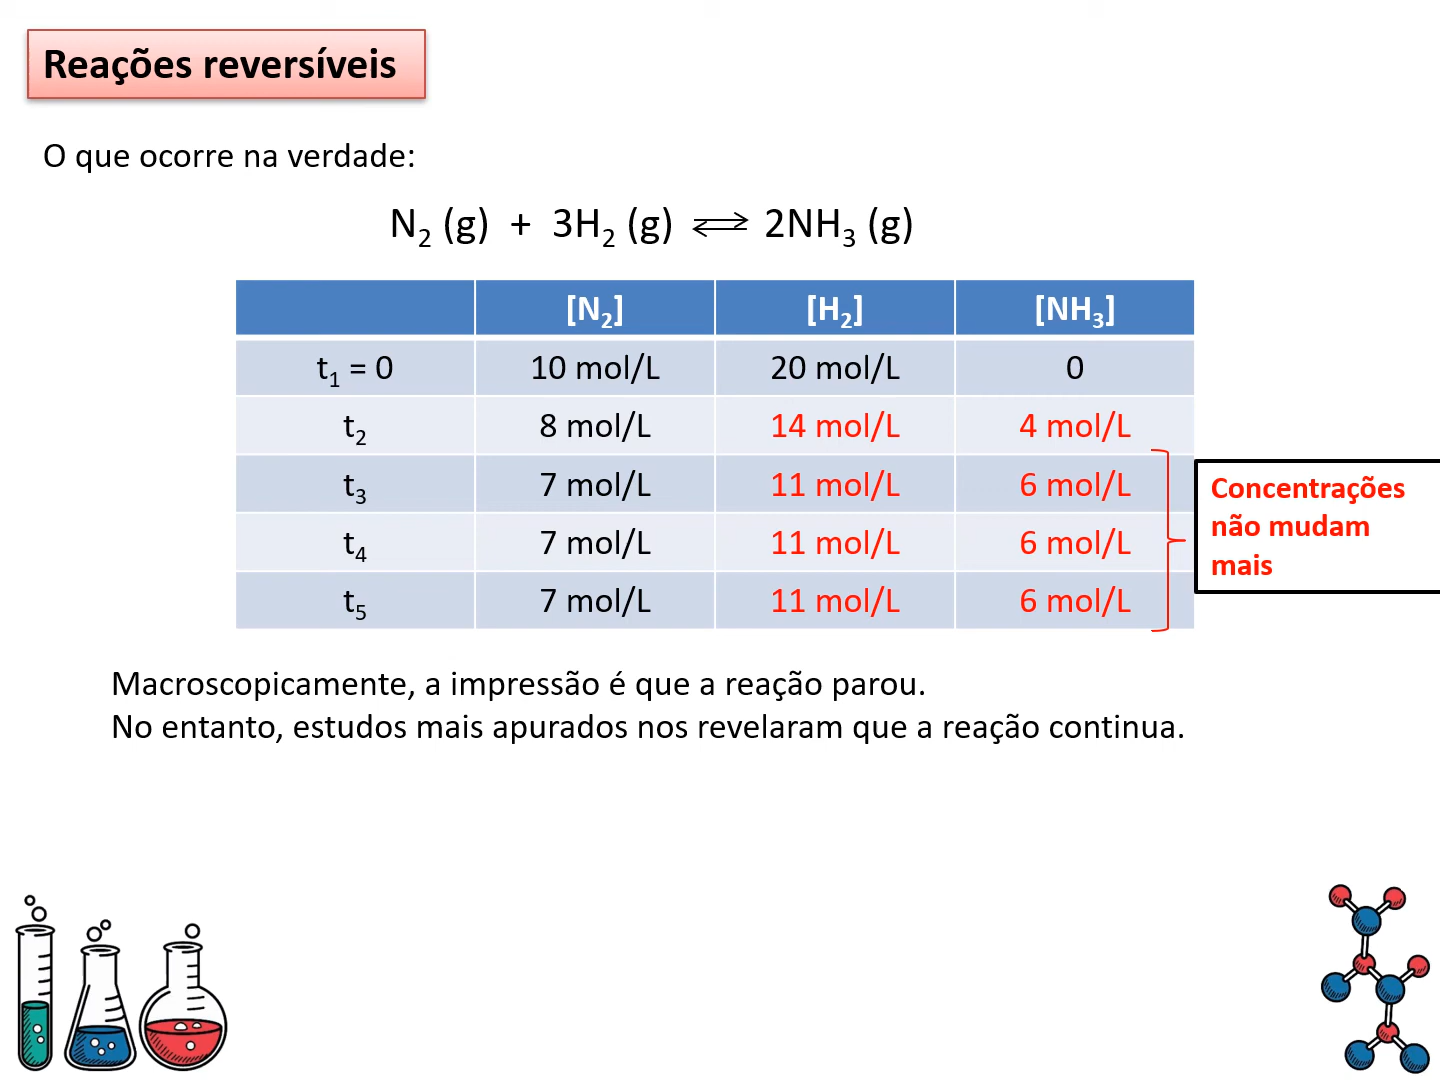 Reações reversíveis
O que ocorre na verdade:
N₂ (g) + 3H₂ (g) ⇌ 2NH₃ (g)
[N₂] [H₂] [NH₃]
t₁ = 0 10 mol/L 20 mol/L 0
t₂ 8 mol/L 14 mol/L 4 mol/L
t₃ 7 mol/L 11 mol/L 6 mol/L
t₄ 7 mol/L 11 mol/L 6 mol/L
t₅ 7 mol/L 11 mol/L 6 mol/L
Concentrações
não mudam
mais
Macroscopicamente, a impressão é que a reação parou.
No entanto, estudos mais apurados nos revelaram que a reação continua.